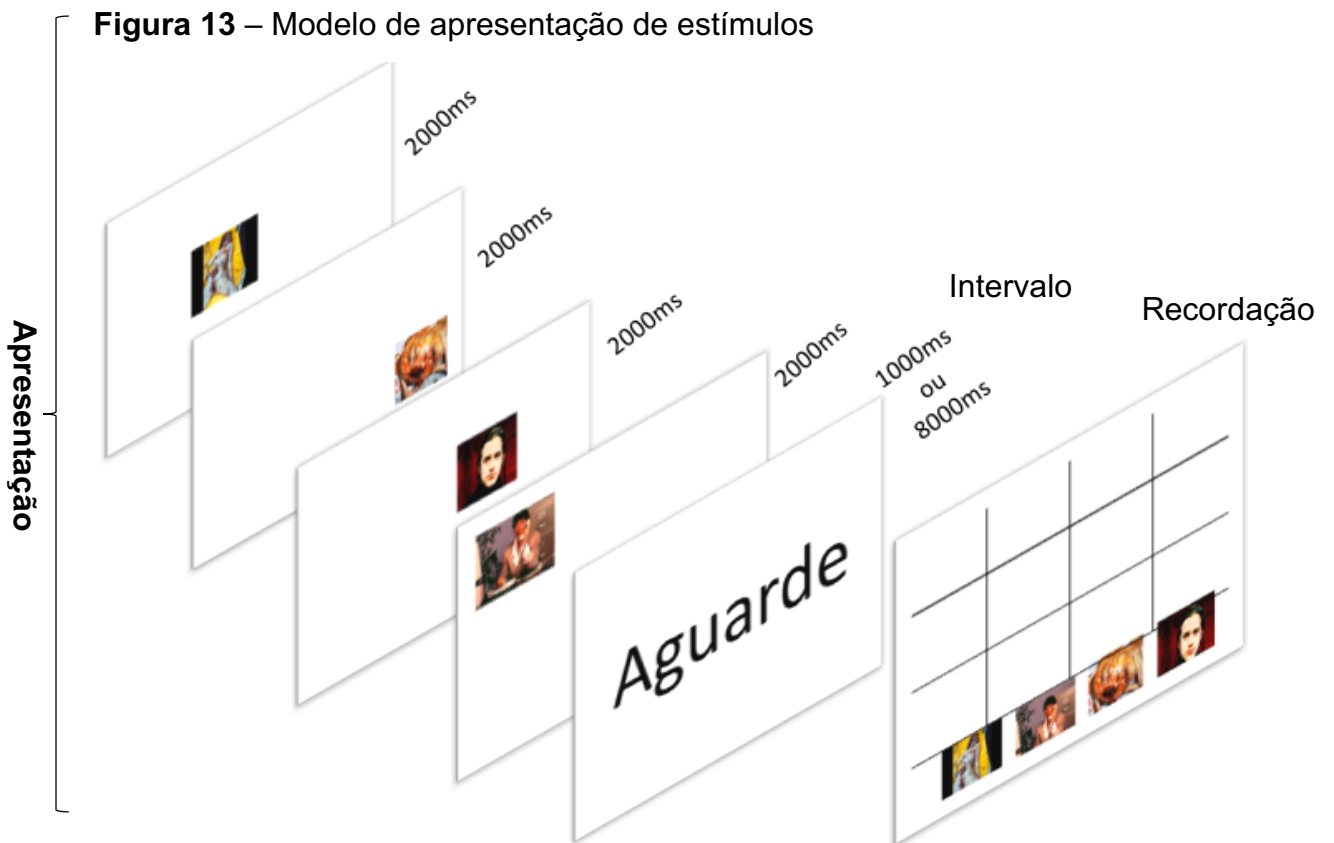 Figura 13 – Modelo de apresentação de estímulos
Apresentação
2000ms
2000ms
2000ms
2000ms
Intervalo
1000ms
ou
8000ms
Recordação
Aguarde